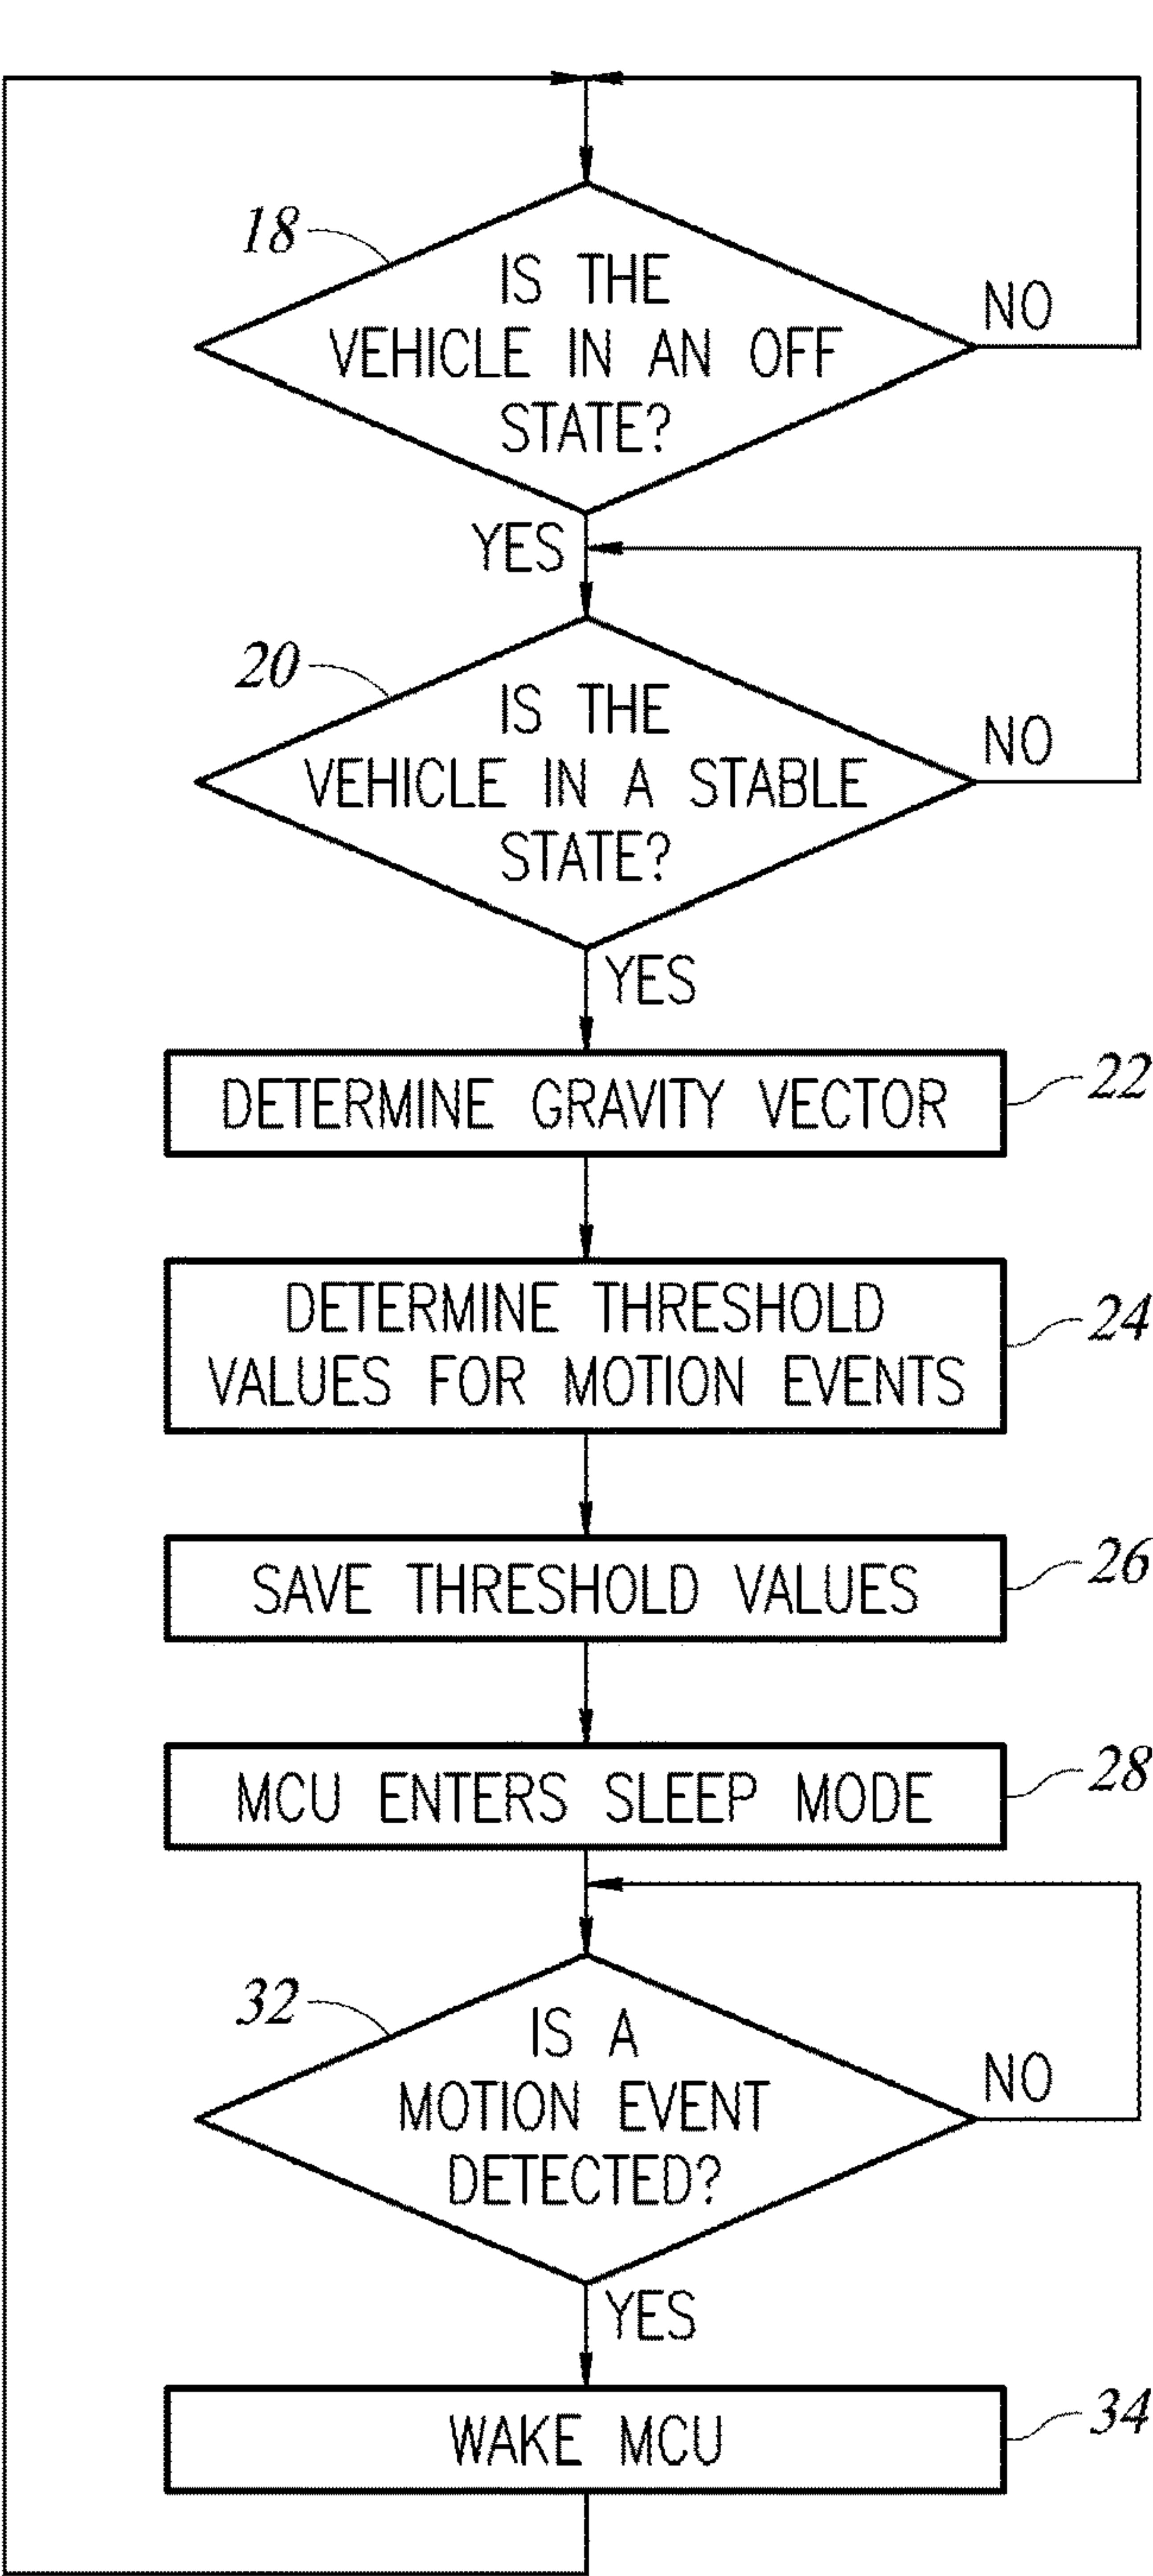 18
IS THE
VEHICLE IN AN OFF
STATE?
NO
YES
20
IS THE
VEHICLE IN A STABLE
STATE?
NO
YES
DETERMINE GRAVITY VECTOR
22
DETERMINE THRESHOLD
VALUES FOR MOTION EVENTS
24
SAVE THRESHOLD VALUES
26
MCU ENTERS SLEEP MODE
28
32
IS A
MOTION EVENT
DETECTED?
NO
YES
WAKE MCU
34